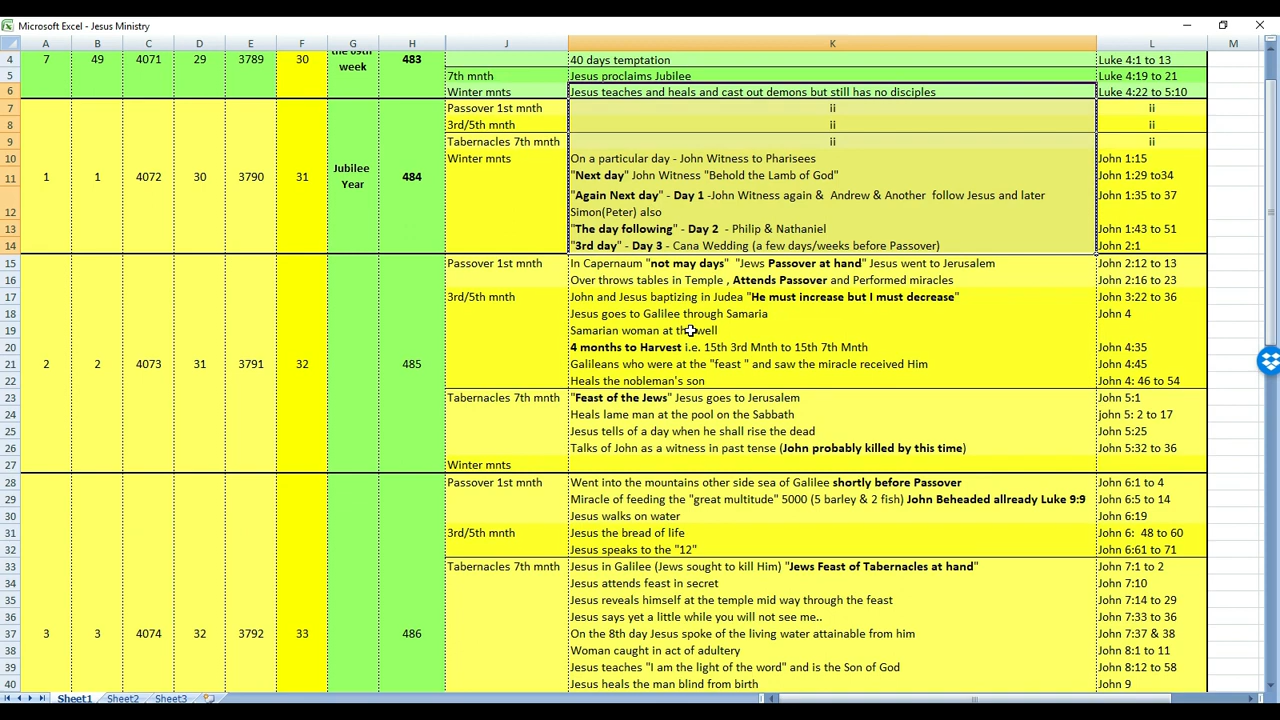 Microsoft Excel - Jesus Ministry
A B C D E F G H J K L M
4 7 49 4071 29 3789 30 the 69th week 483 40 days temptation Luke 4:1 to 13
5 7th mnth Jesus proclaims Jubilee Luke 4:19 to 21
6 Winter mnts Jesus teaches and heals and cast out demons but still has no disciples Luke 4:22 to 5:10
7 Passover 1st mnth ii ii
8 3rd/5th mnth ii ii
9 Tabernacles 7th mnth ii ii
10 Winter mnts On a particular day - John Witness to Pharisees John 1:15
11 1 1 4072 30 3790 31 Jubilee Year 484 "Next day" John Witness "Behold the Lamb of God" John 1:29 to34
12 "Again Next day" - Day 1 -John Witness again & Andrew & Another follow Jesus and later John 1:35 to 37
Simon(Peter) also
13 "The day following" - Day 2 - Philip & Nathaniel John 1:43 to 51
14 "3rd day" - Day 3 - Cana Wedding (a few days/weeks before Passover) John 2:1
15 Passover 1st mnth In Capernaum "not may days" "Jews Passover at hand" Jesus went to Jerusalem John 2:12 to 13
16 Over throws tables in Temple , Attends Passover and Performed miracles John 2:16 to 23
17 3rd/5th mnth John and Jesus baptizing in Judea "He must increase but I must decrease" John 3:22 to 36
18 Jesus goes to Galilee through Samaria John 4
19 Samarian woman at the well
20 4 months to Harvest i.e. 15th 3rd Mnth to 15th 7th Mnth John 4:35
21 2 2 4073 31 3791 32 485 Galileans who were at the "feast " and saw the miracle received Him John 4:45
22 Heals the nobleman's son John 4: 46 to 54
23 Tabernacles 7th mnth "Feast of the Jews" Jesus goes to Jerusalem John 5:1
24 Heals lame man at the pool on the Sabbath john 5: 2 to 17
25 Jesus tells of a day when he shall rise the dead John 5:25
26 Talks of John as a witness in past tense (John probably killed by this time) John 5:32 to 36
27 Winter mnts
28 Passover 1st mnth Went into the mountains other side sea of Galilee shortly before Passover John 6:1 to 4
29 Miracle of feeding the "great multitude" 5000 (5 barley & 2 fish) John Beheaded allready Luke 9:9 John 6:5 to 14
30 Jesus walks on water John 6:19
31 3rd/5th mnth Jesus the bread of life John 6: 48 to 60
32 Jesus speaks to the "12" John 6:61 to 71
33 Tabernacles 7th mnth Jesus in Galilee (Jews sought to kill Him) "Jews Feast of Tabernacles at hand" John 7:1 to 2
34 Jesus attends feast in secret John 7:10
35 Jesus reveals himself at the temple mid way through the feast John 7:14 to 29
36 Jesus says yet a little while you will not see me.. John 7:33 to 36
37 3 3 4074 32 3792 33 486 On the 8th day Jesus spoke of the living water attainable from him John 7:37 & 38
38 Woman caught in act of adultery John 8:1 to 11
39 Jesus teaches "I am the light of the word" and is the Son of God John 8:12 to 58
40 Jesus heals the man blind from birth John 9
Sheet1 Sheet2 Sheet3